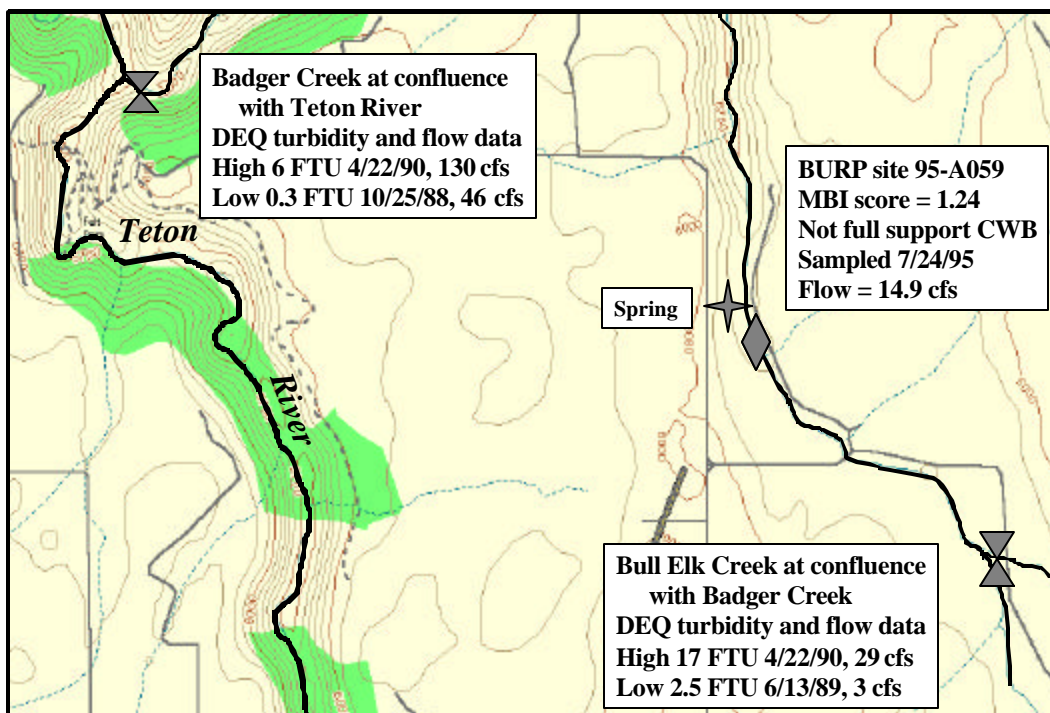 Badger Creek at confluence
with Teton River
DEQ turbidity and flow data
High 6 FTU 4/22/90, 130 cfs
Low 0.3 FTU 10/25/88, 46 cfs
BURP site 95-A059
MBI score = 1.24
Not full support CWB
Sampled 7/24/95
Flow = 14.9 cfs
Teton
River
Spring
Bull Elk Creek at confluence
with Badger Creek
DEQ turbidity and flow data
High 17 FTU 4/22/90, 29 cfs
Low 2.5 FTU 6/13/89, 3 cfs